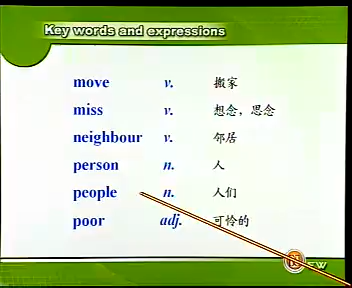 Key words and expressions
move v. 搬家
miss v. 想念，思念
neighbour v. 邻居
person n. 人
people n. 人们
poor adj. 可怜的